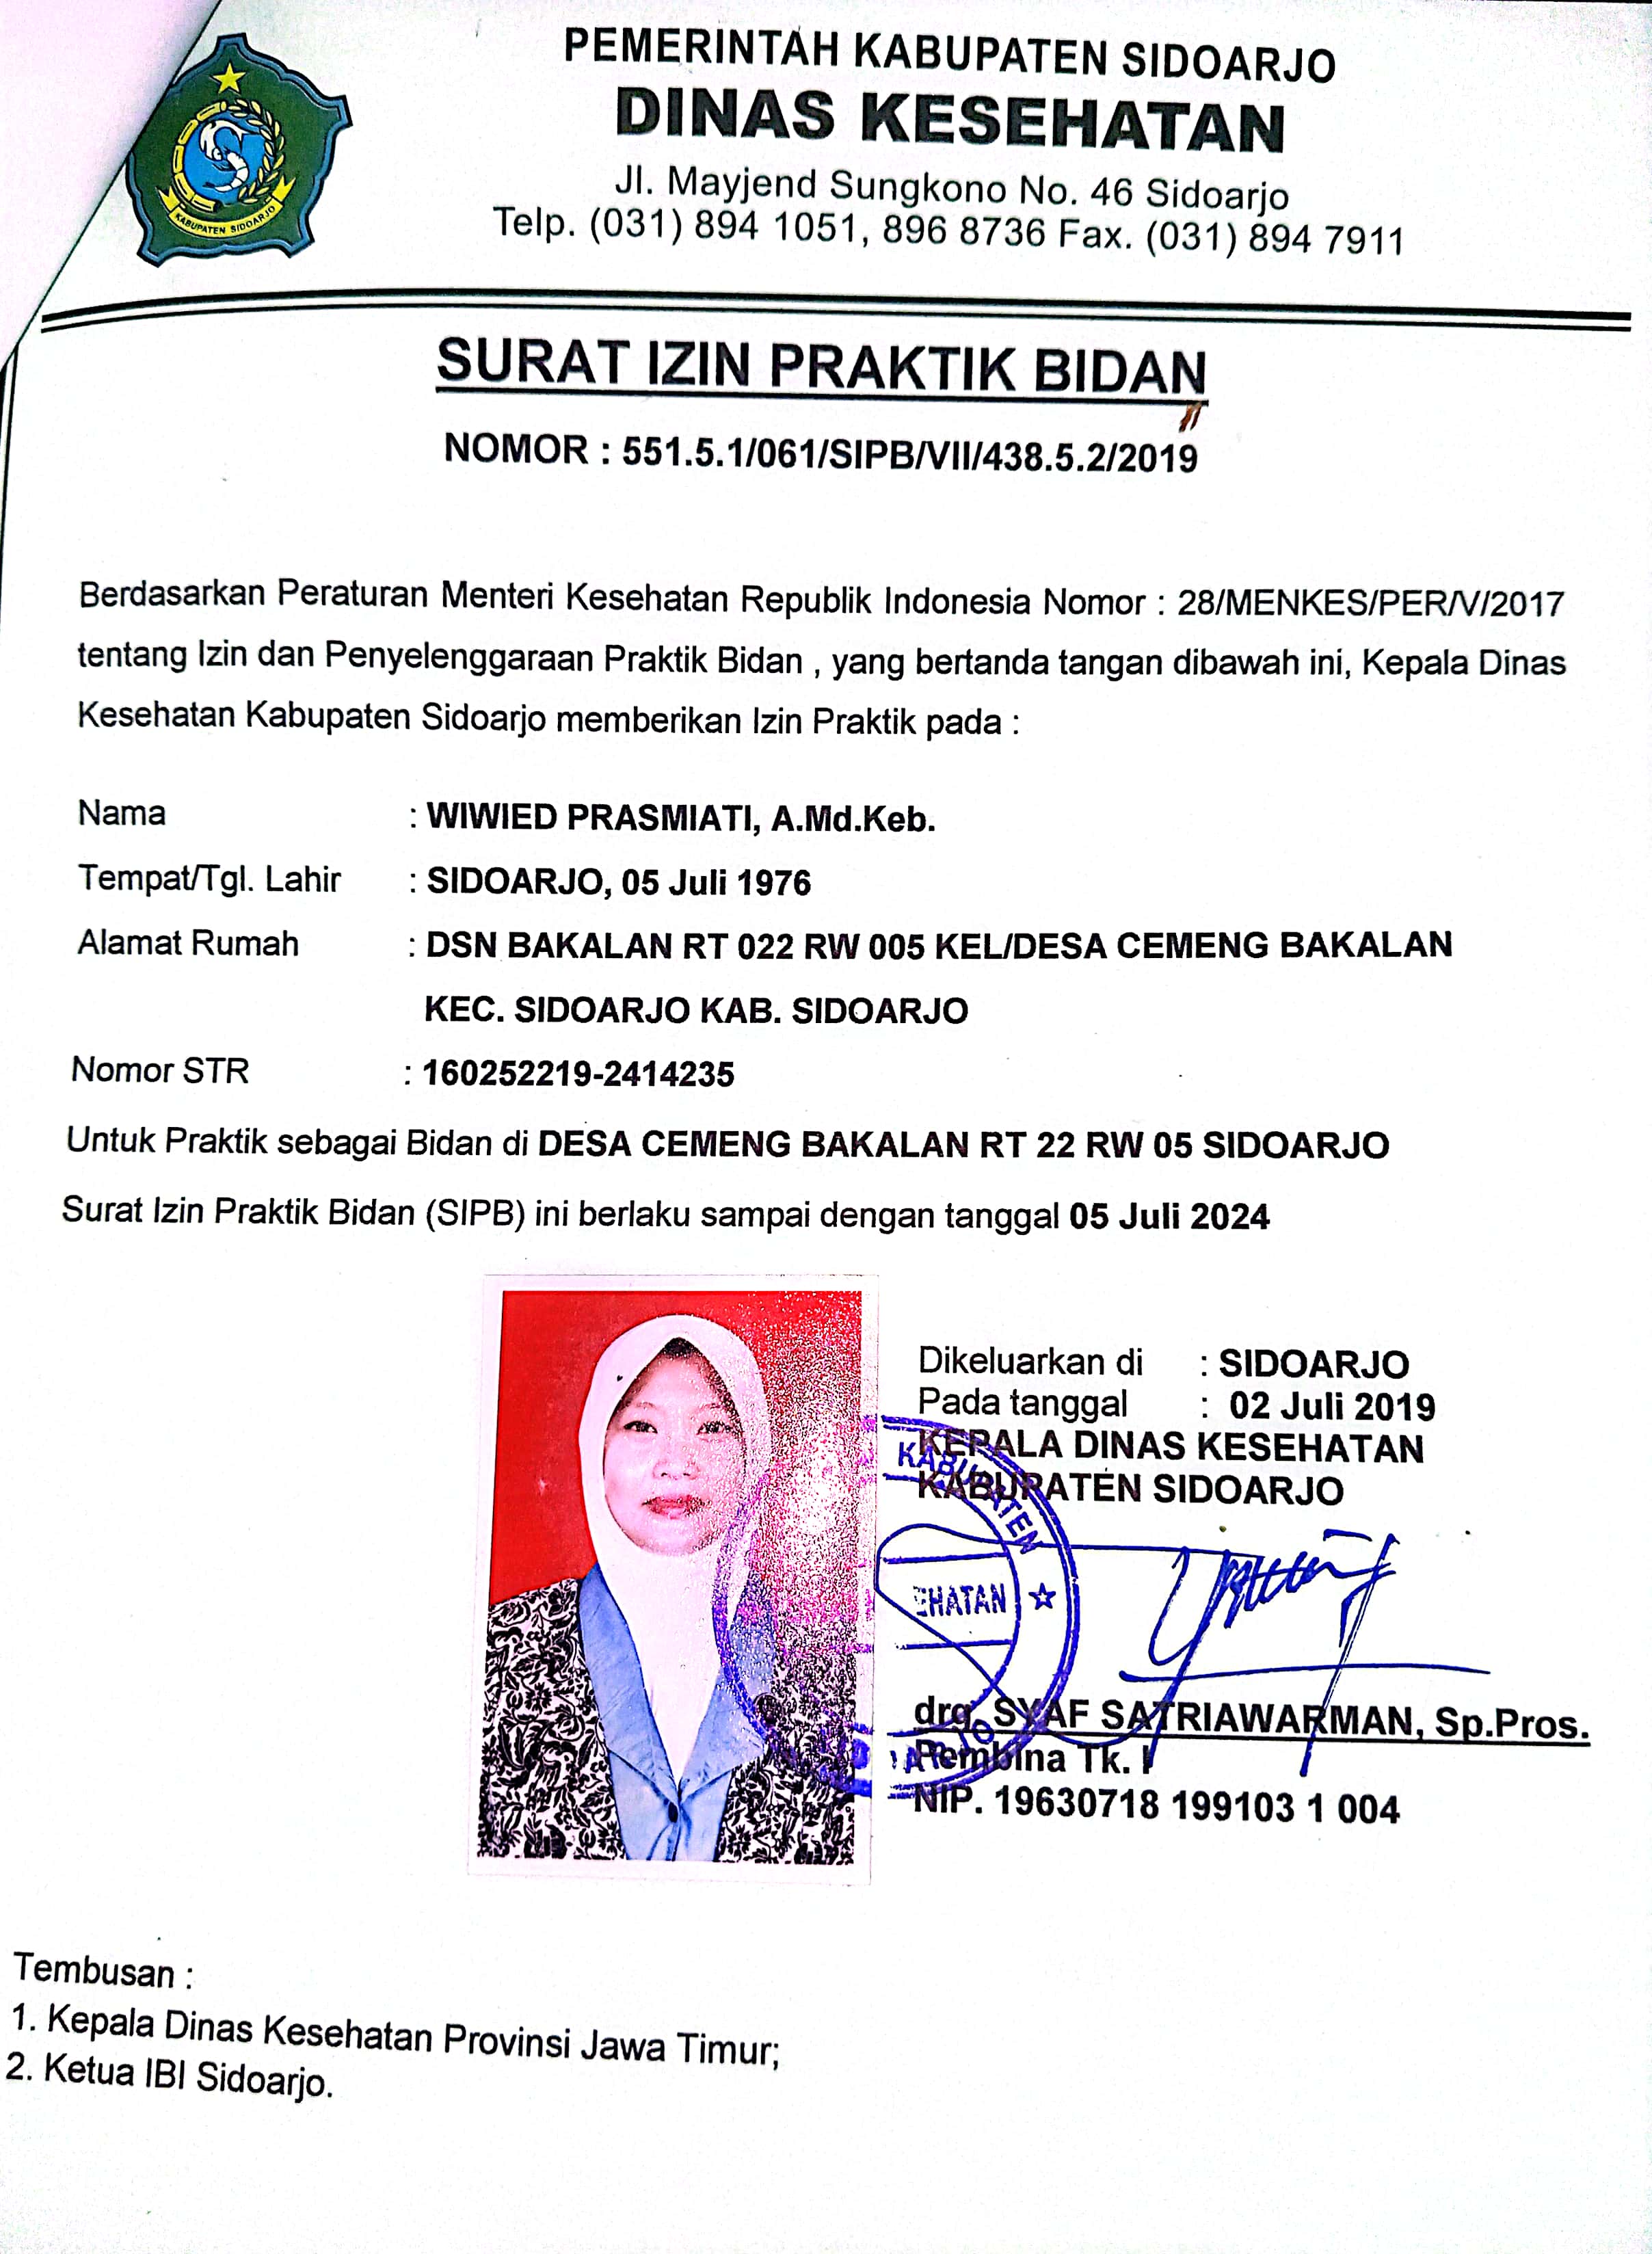 PEMERINTAH KABUPATEN SIDOARJO
DINAS KESEHATAN
Jl. Mayjend Sungkono No. 46 Sidoarjo
Telp. (031) 894 1051, 896 8736 Fax. (031) 894 7911
KABUPATEN SIDOARJO
SURAT IZIN PRAKTIK BIDAN
NOMOR : 551.5.1/061/SIPB/VII/438.5.2/2019
Berdasarkan Peraturan Menteri Kesehatan Republik Indonesia Nomor : 28/MENKES/PER/V/2017
tentang Izin dan Penyelenggaraan Praktik Bidan , yang bertanda tangan dibawah ini, Kepala Dinas
Kesehatan Kabupaten Sidoarjo memberikan Izin Praktik pada :
Nama : WIWIED PRASMIATI, A.Md.Keb.
Tempat/Tgl. Lahir : SIDOARJO, 05 Juli 1976
Alamat Rumah : DSN BAKALAN RT 022 RW 005 KEL/DESA CEMENG BAKALAN
KEC. SIDOARJO KAB. SIDOARJO
Nomor STR : 160252219-2414235
Untuk Praktik sebagai Bidan di DESA CEMENG BAKALAN RT 22 RW 05 SIDOARJO
Surat Izin Praktik Bidan (SIPB) ini berlaku sampai dengan tanggal 05 Juli 2024
Dikeluarkan di : SIDOARJO
Pada tanggal : 02 Juli 2019
KEPALA DINAS KESEHATAN
KABUPATEN SIDOARJO
KABUPATEN
EHATAN
drg. SYAF SATRIAWARMAN, Sp.Pros.
Pembina Tk. I
NIP. 19630718 199103 1 004
Tembusan :
1. Kepala Dinas Kesehatan Provinsi Jawa Timur;
2. Ketua IBI Sidoarjo.